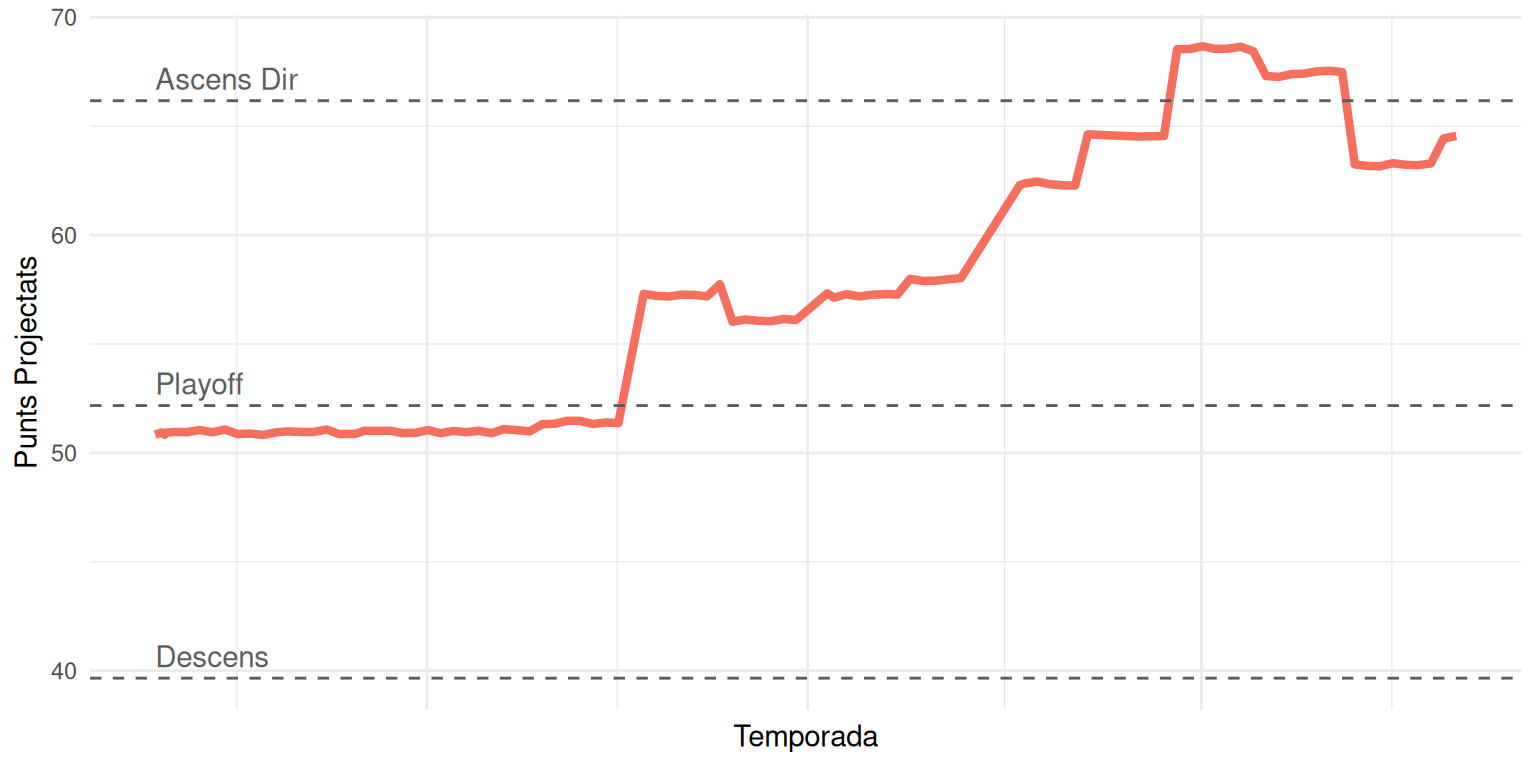 70
Ascens Dir
60
Punts Projectats
Playoff
50
Descens
40
Temporada